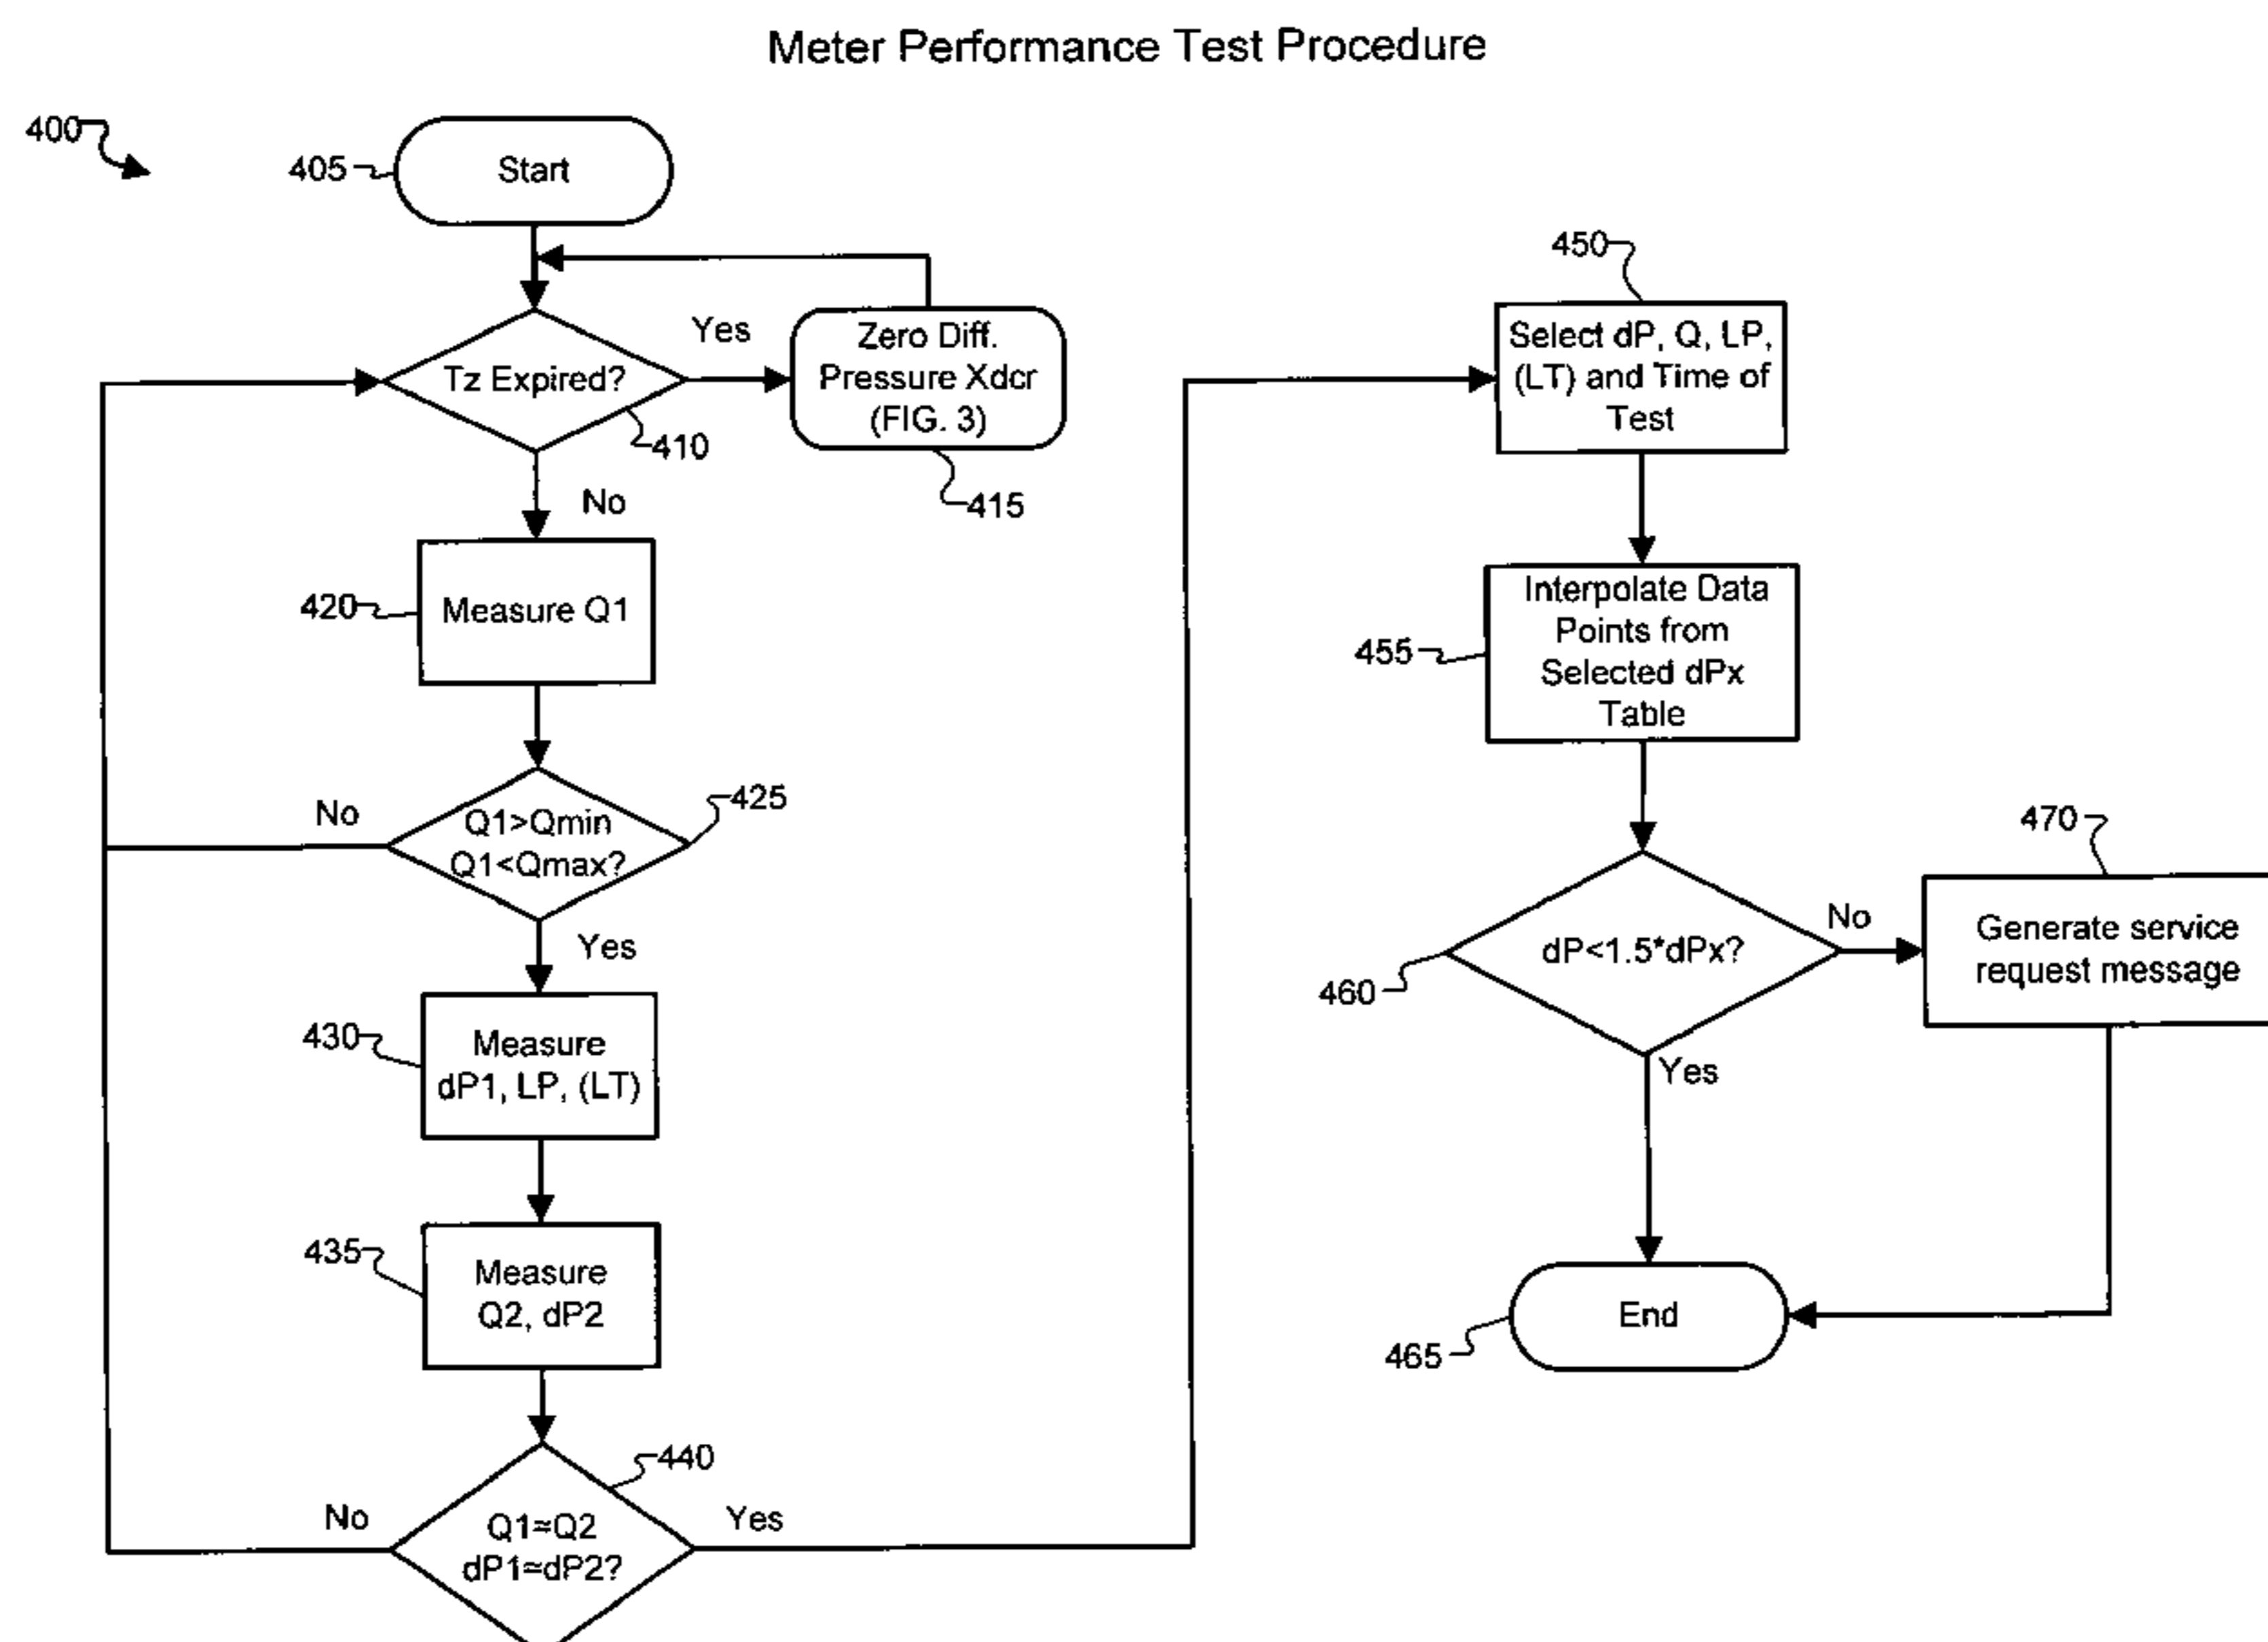 Meter Performance Test Procedure
400
405
Start
Tz Expired?
410
Yes
Zero Diff.
Pressure Xdcr
(FIG. 3)
415
No
420
Measure Q1
No
Q1>Qmin
Q1<Qmax?
425
Yes
430
Measure
dP1, LP, (LT)
435
Measure
Q2, dP2
440
No
Q1≃Q2
dP1≃dP2?
Yes
450
Select dP, Q, LP,
(LT) and Time of
Test
455
Interpolate Data
Points from
Selected dPx
Table
460
dP<1.5*dPx?
No
470
Generate service
request message
Yes
End
465